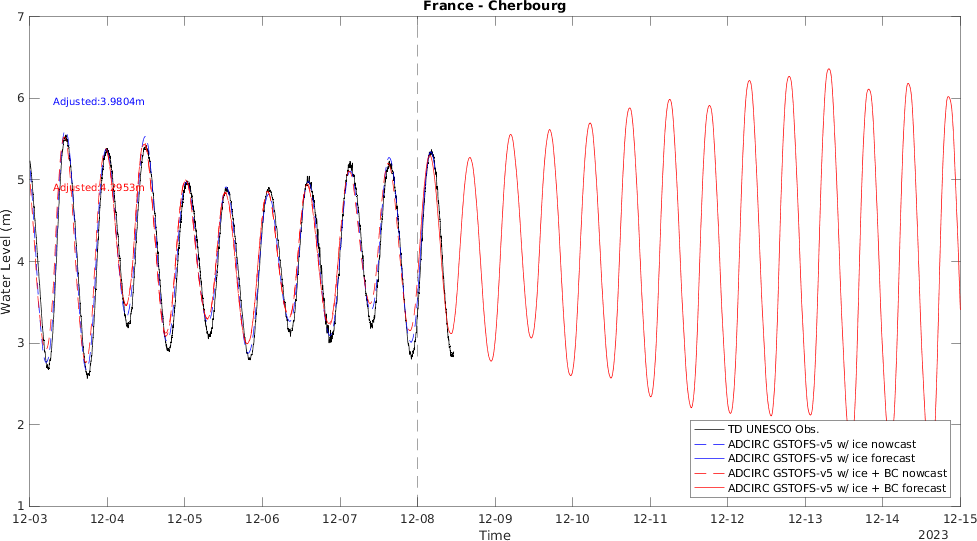 France - Cherbourg
7
6
5
4
3
2
1
Water Level (m)
Adjusted:3.9804m
Adjusted:4.2953m
TD UNESCO Obs.
ADCIRC GSTOFS-v5 w/ ice nowcast
ADCIRC GSTOFS-v5 w/ ice forecast
ADCIRC GSTOFS-v5 w/ ice + BC nowcast
ADCIRC GSTOFS-v5 w/ ice + BC forecast
12-03 12-04 12-05 12-06 12-07 12-08 12-09 12-10 12-11 12-12 12-13 12-14 12-15
Time
2023